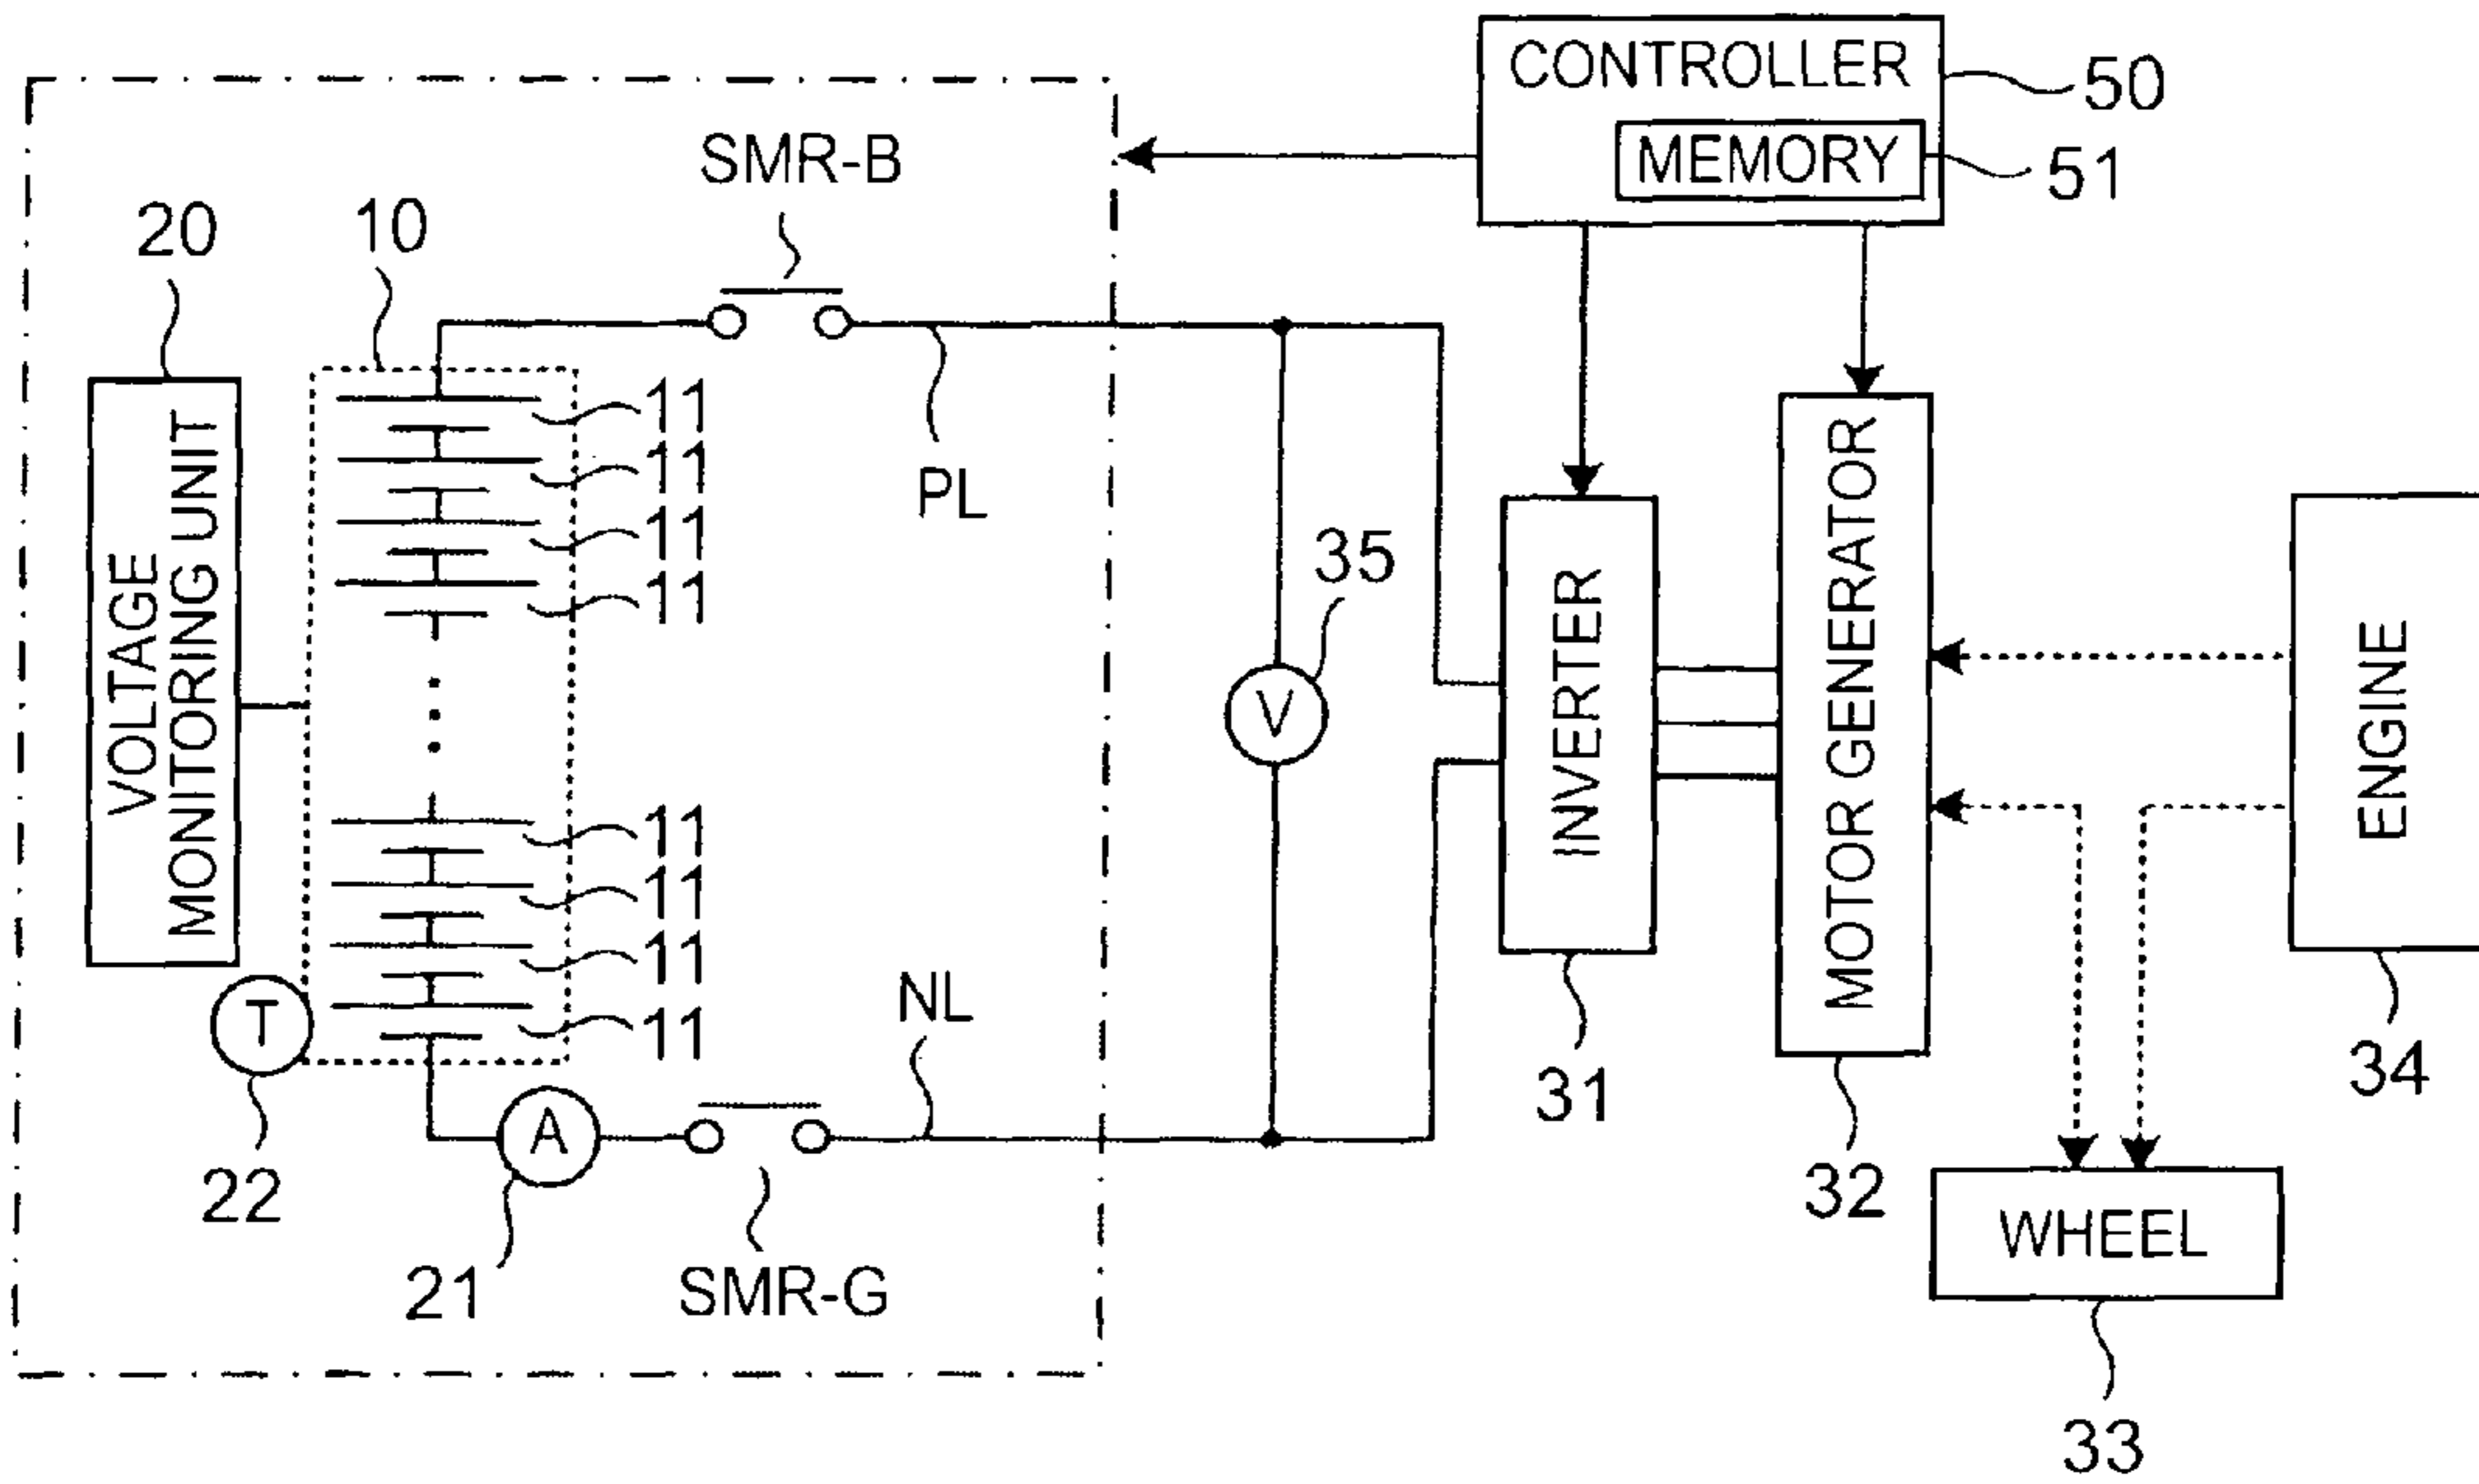 CONTROLLER
50
MEMORY
51
SMR-B
20
10
VOLTAGE
MONITORING UNIT
11
11
11
11
PL
35
V
INVERTER
MOTOR GENERATOR
ENGINE
11
11
11
11
T
22
A
21
NL
SMR-G
31
32
34
WHEEL
33